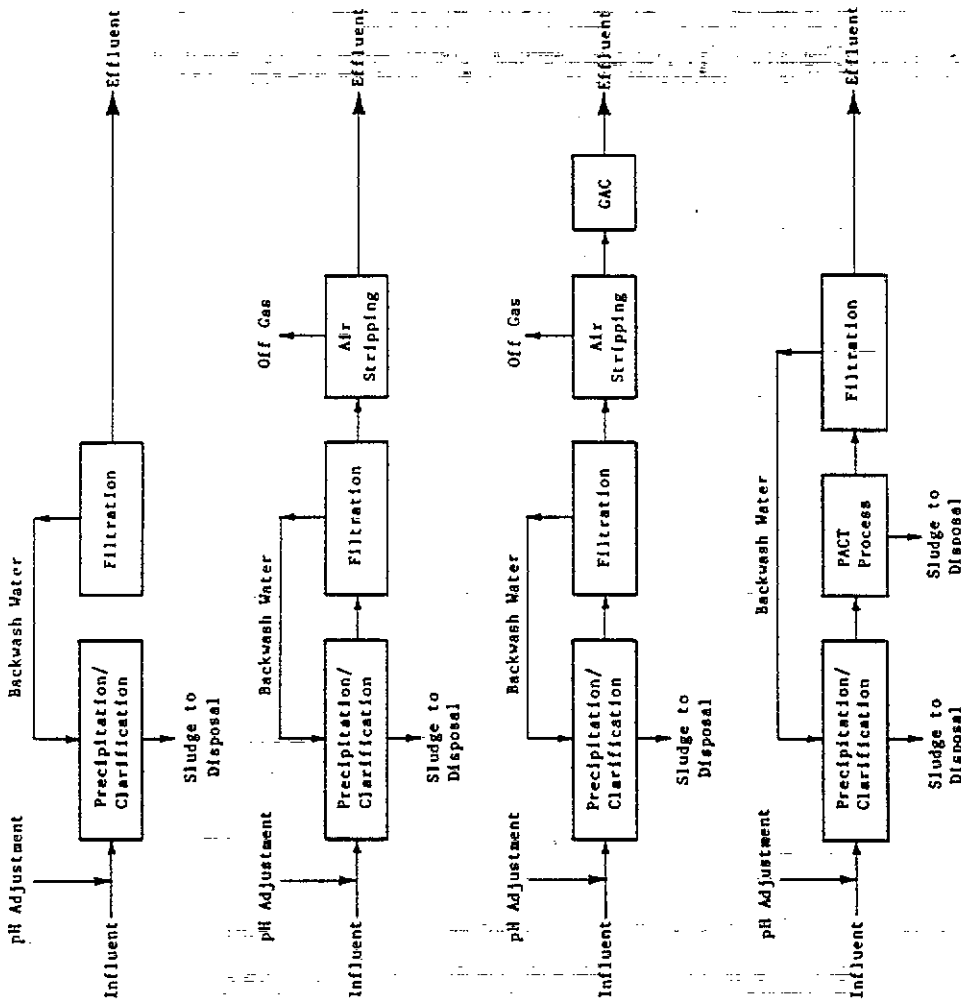 pH Adjustment
Backwash Water
Influent
Precipitation/
Clarification
Filtration
Effluent
Sludge to
Disposal
pH Adjustment
Backwash Water
Off Gas
Influent
Precipitation/
Clarification
Filtration
Air
Stripping
Effluent
Sludge to
Disposal
pH Adjustment
Backwash Water
Off Gas
Influent
Precipitation/
Clarification
Filtration
Air
Stripping
GAC
Effluent
Sludge to
Disposal
pH Adjustment
Backwash Water
Influent
Precipitation/
Clarification
PACT
Process
Filtration
Effluent
Sludge to
Disposal
Sludge to
Disposal